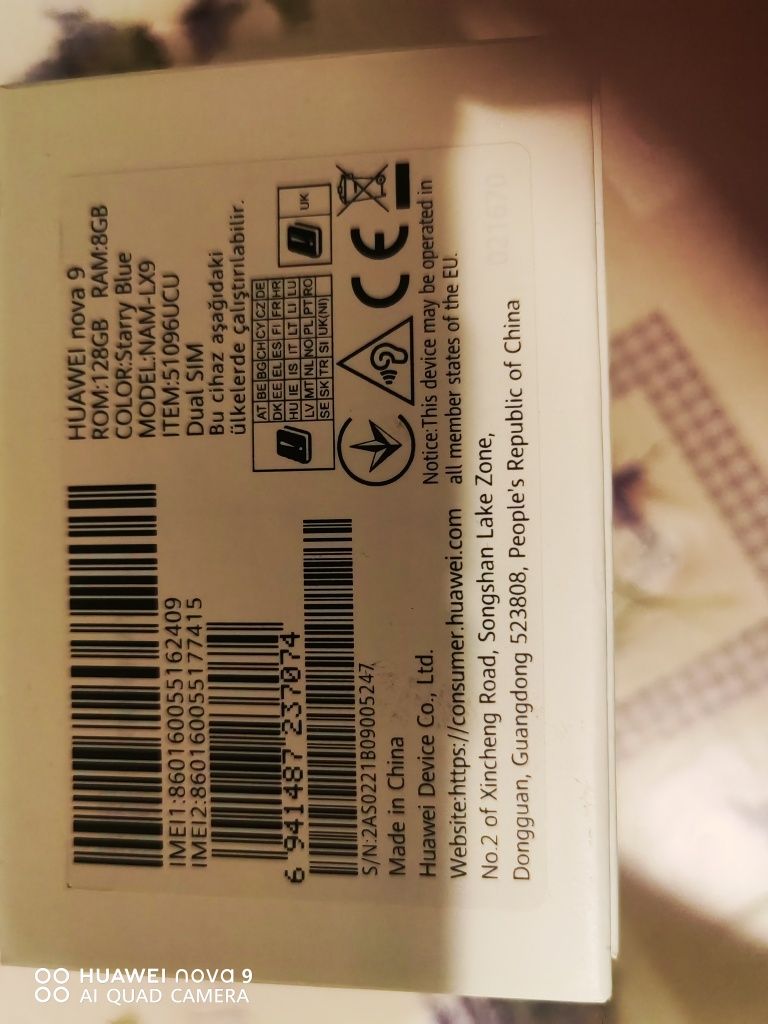 IMEI1:860160055162409
IMEI2:860160055177415
6 941487 237074
S/N:2AS0221B09005247
Made in China
Huawei Device Co., Ltd.
Website:https://consumer.huawei.com
No.2 of Xincheng Road, Songshan Lake Zone,
Dongguan, Guangdong 523808, People's Republic of China
HUAWEI nova 9
ROM:128GB RAM:8GB
COLOR:Starry Blue
MODEL:NAM-LX9
ITEM:51096UCU
Dual SIM
Bu cihaz aşağıdaki
ülkelerde çalıştırılabilir.
AT BE BG CH CY CZ DE
DK EE EL ES FI FR HR
HU IE IS IT LT LI LU
LV MT NL NO PL PT RO
SE SK TR SI UK(NI)
UK
CE
Notice:This device may be operated in
all member states of the EU.
021670
HUAWEI nova 9
AI QUAD CAMERA